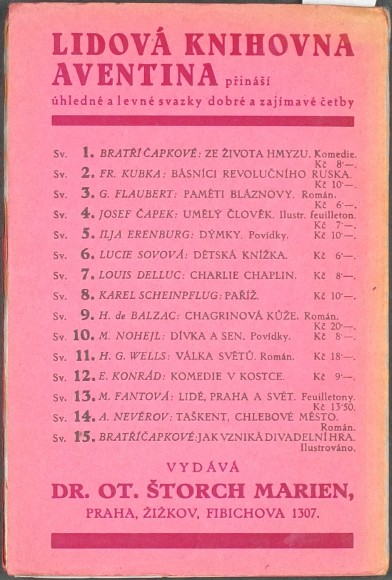 LIDOVÁ KNIHOVNA
AVENTINA přináší
úhledné a levné svazky dobré a zajímavé četby
Sv. 1. BRATŘÍ ČAPKOVÉ: ZE ŽIVOTA HMYZU. Komedie.
Kč 8·—.
Sv. 2. FR. KUBKA: BÁSNÍCI REVOLUČNÍHO RUSKA.
Kč 10·—.
Sv. 3. G. FLAUBERT: PAMĚTI BLÁZNOVY. Román.
Kč 6·—.
Sv. 4. JOSEF ČAPEK: UMĚLÝ ČLOVĚK. Ilustr. feuilleton.
Kč 7·—.
Sv. 5. ILJA ERENBURG: DÝMKY. Povídky. Kč 10·—.
Sv. 6. LUCIE SOVOVÁ: DĚTSKÁ KNÍŽKA. Kč 6·—.
Sv. 7. LOUIS DELLUC: CHARLIE CHAPLIN. Kč 8·—.
Sv. 8. KAREL SCHEINPFLUG: PAŘÍŽ. Kč 10·—.
Sv. 9. H. de BALZAC: CHAGRINOVÁ KŮŽE. Román.
Kč 20·—.
Sv. 10. M. NOHEJL: DÍVKA A SEN. Povídky. Kč 8·—.
Sv. 11. H. G. WELLS: VÁLKA SVĚTŮ. Román. Kč 18·—.
Sv. 12. E. KONRÁD: KOMEDIE V KOSTCE. Kč 9·—.
Sv. 13. M. FANTOVÁ: LIDÉ, PRAHA A SVĚT. Feuilletony.
Kč 13·50.
Sv. 14. A. NEVĚROV: TAŠKENT, CHLEBOVÉ MĚSTO.
Román.
Sv. 15. BRATŘÍ ČAPKOVÉ: JAK VZNIKÁ DIVADELNÍ HRA.
Ilustrováno.
VYDÁVÁ
DR. OT. ŠTORCH MARIEN,
PRAHA, ŽIŽKOV, FIBICHOVA 1307.